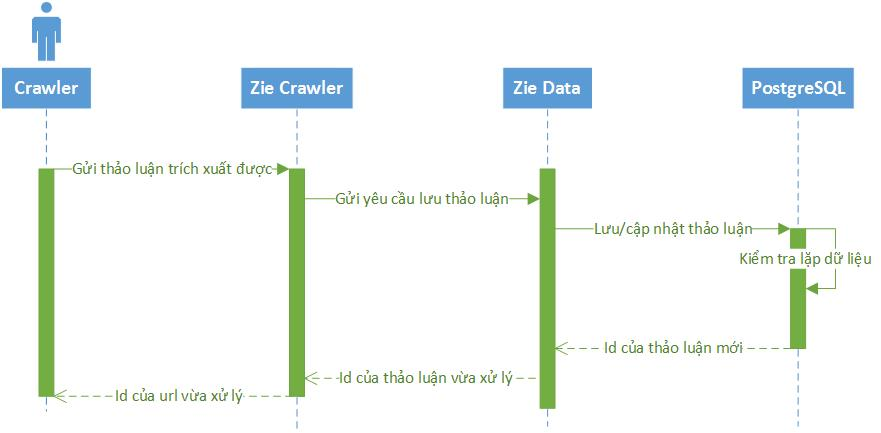 Crawler
Zie Crawler
Zie Data
PostgreSQL
Gửi thảo luận trích xuất được
Gửi yêu cầu lưu thảo luận
Lưu/cập nhật thảo luận
Kiểm tra lặp dữ liệu
Id của thảo luận mới
Id của thảo luận vừa xử lý
Id của url vừa xử lý